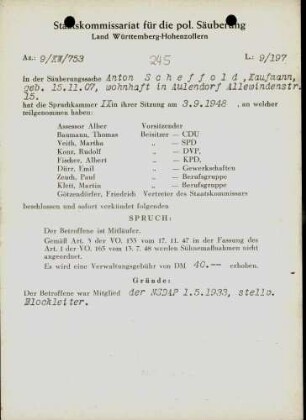 Staatskommissariat für die pol. Säuberung
Land Württemberg-Hohenzollern
Az.: 9/XW/753 245 L.: 9/197
In der Säuberungssache Anton Scheffold, Kaufmann,
geb. 15.11.07, wohnhaft in Aulendorf Allewindenstr.
15.
hat die Spruchkammer IX in ihrer Sitzung am 3.9.1948, an welcher
teilgenommen haben:
Assessor Alber Vorsitzender
Baumann, Thomas Beisitzer — CDU
Veith, Martha „ — SPD
Konz, Rudolf „ — DVP,
Fischer, Albert „ — KPD,
Dürr, Emil „ — Gewerkschaften
Zeuch, Paul „ — Berufsgruppe
Kloti, Martin „ — Berufsgruppe
Götzendörfer, Friedrich Vertreter des Staatskommissars
beschlossen und sofort verkündet folgenden
SPRUCH:
Der Betroffene ist Mitläufer.
Gemäß Art. 5 der VO. 133 vom 17. 11. 47 in der Fassung des
Art. 1 der VO. 165 vom 13. 7. 48 werden Sühnemaßnahmen nicht
angeordnet.
Es wird eine Verwaltungsgebühr von DM 40.-- erhoben.
Gründe:
Der Betroffene war Mitglied der NSDAP 1.5.1933, stellv.
Blockleiter.